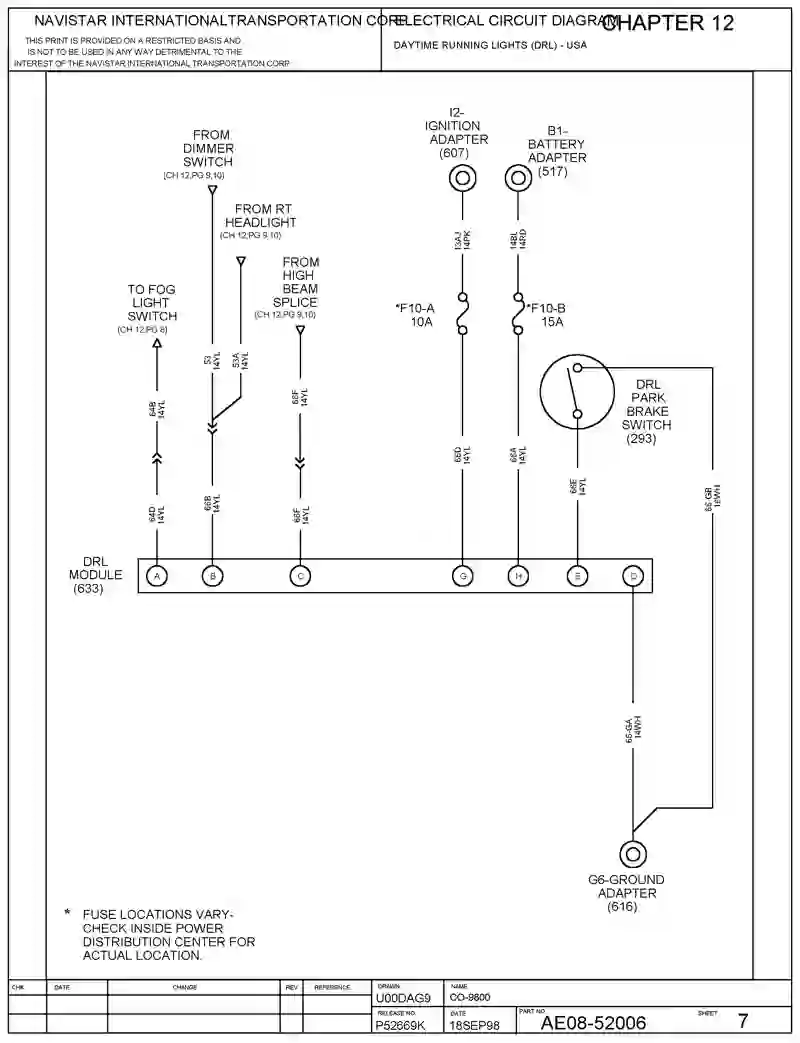 NAVISTAR INTERNATIONALTRANSPORTATION CORP.
ELECTRICAL CIRCUIT DIAGRAM
CHAPTER 12
THIS PRINT IS PROVIDED ON A RESTRICTED BASIS AND
IS NOT TO BE USED IN ANY WAY DETRIMENTAL TO THE
INTEREST OF THE NAVISTAR INTERNATIONAL TRANSPORTATION CORP
DAYTIME RUNNING LIGHTS (DRL) - USA
I2-
IGNITION
ADAPTER
(607)
B1-
BATTERY
ADAPTER
(517)
FROM
DIMMER
SWITCH
(CH 12,PG 9,10)
FROM RT
HEADLIGHT
(CH 12,PG 9,10)
FROM
HIGH
BEAM
SPLICE
(CH 12,PG 9,10)
TO FOG
LIGHT
SWITCH
(CH 12,PG 8)
13AJ
14PK
14BL
14RD
*F10-A
10A
*F10-B
15A
53
14YL
53A
14YL
64B
14YL
66F
14YL
DRL
PARK
BRAKE
SWITCH
(293)
66D
14YL
66A
14YL
66E
14YL
66-GB
16WH
64D
14YL
66B
14YL
66F
14YL
DRL
MODULE
(633)
A
B
C
G
H
E
D
66-GA
14WH
G6-GROUND
ADAPTER
(616)
* FUSE LOCATIONS VARY-
CHECK INSIDE POWER
DISTRIBUTION CENTER FOR
ACTUAL LOCATION.
CHK
DATE
CHANGE
REV
REFERENCE
DRAWN
U00DAG9
NAME
CO-9800
RELEASE NO.
P52669K
DATE
18SEP98
PART NO.
AE08-52006
SHEET
7